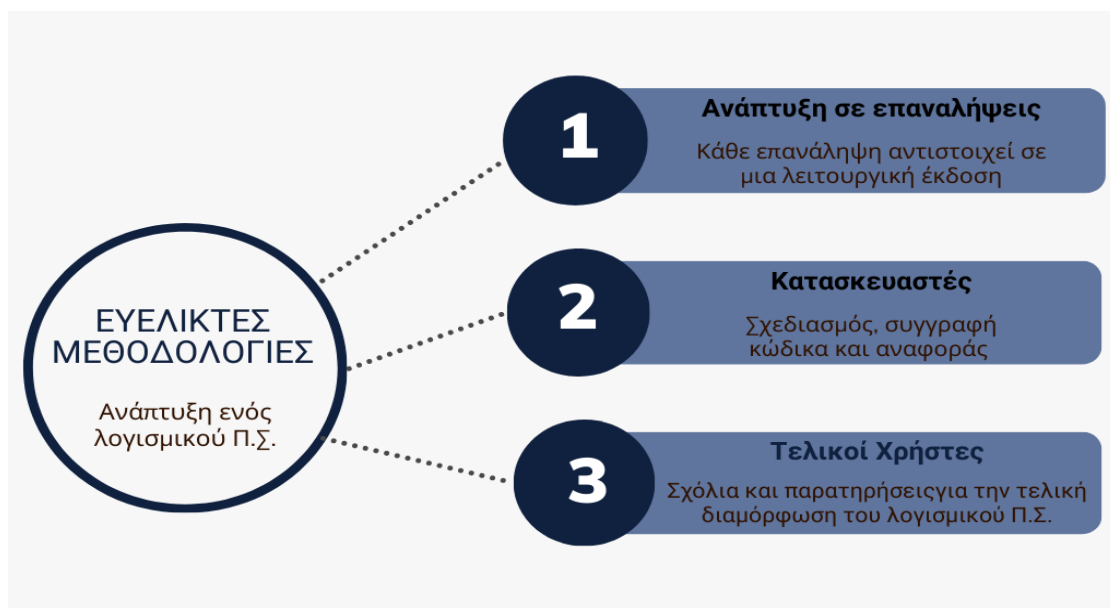 ΕΥΕΛΙΚΤΕΣ
ΜΕΘΟΔΟΛΟΓΙΕΣ
Ανάπτυξη ενός
λογισμικού Π.Σ.
1
Ανάπτυξη σε επαναλήψεις
Κάθε επανάληψη αντιστοιχεί σε
μια λειτουργική έκδοση
2
Κατασκευαστές
Σχεδιασμός, συγγραφή
κώδικα και αναφοράς
3
Τελικοί Χρήστες
Σχόλια και παρατηρήσειςγια την τελική
διαμόρφωση του λογισμικού Π.Σ.